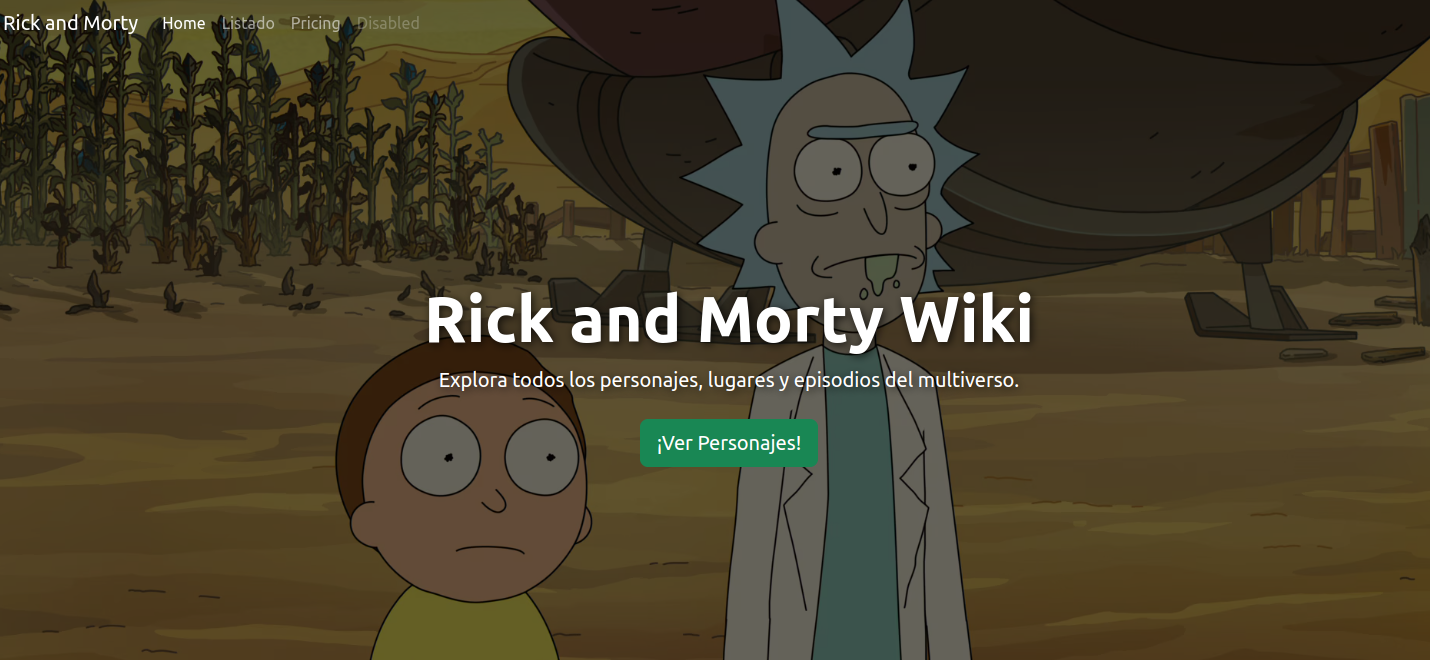 Rick and Morty Home Listado Pricing Disabled
Rick and Morty Wiki
Explora todos los personajes, lugares y episodios del multiverso.
¡Ver Personajes!